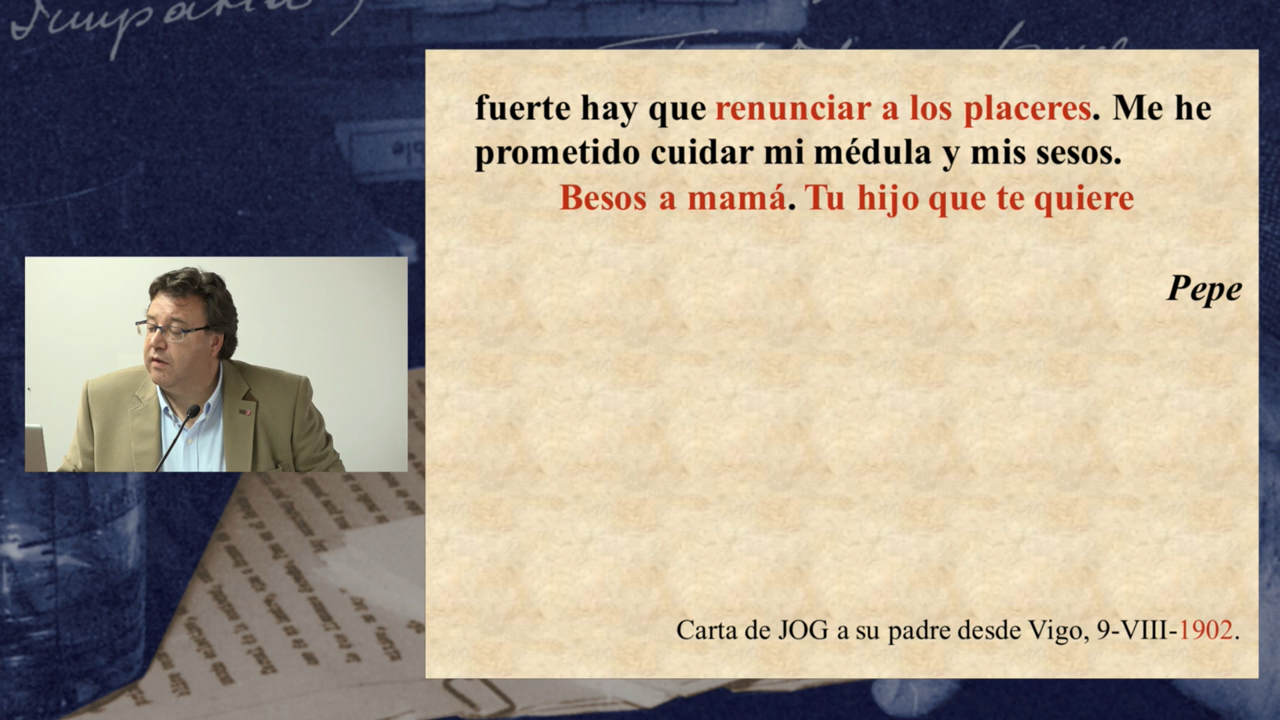 fuerte hay que renunciar a los placeres. Me he
prometido cuidar mi médula y mis sesos.
Besos a mamá. Tu hijo que te quiere
Pepe
Carta de JOG a su padre desde Vigo, 9-VIII-1902.